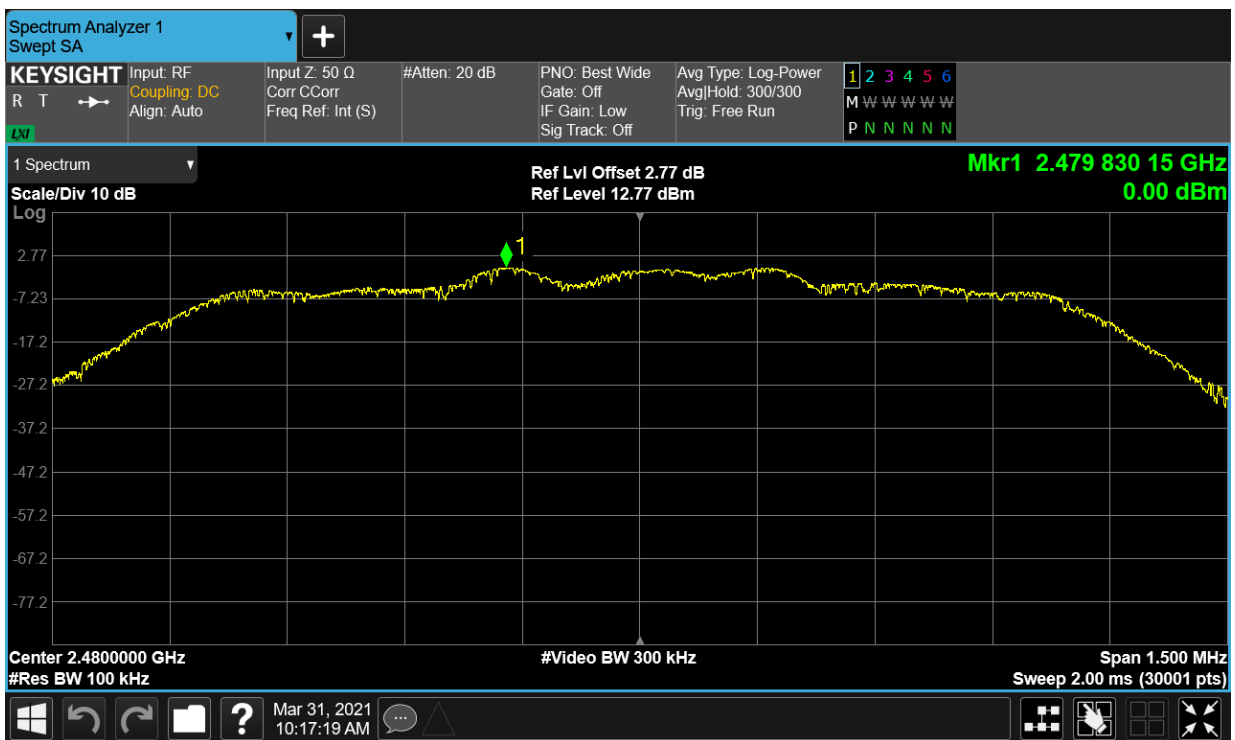 Spectrum Analyzer 1
Swept SA
KEYSIGHT
R T
LXI
Input: RF
Coupling: DC
Align: Auto
Input Z: 50 Ω
Corr CCorr
Freq Ref: Int (S)
#Atten: 20 dB
PNO: Best Wide
Gate: Off
IF Gain: Low
Sig Track: Off
Avg Type: Log-Power
Avg|Hold: 300/300
Trig: Free Run
1 2 3 4 5 6
M W W W W W
P N N N N N
1 Spectrum
Scale/Div 10 dB
Log
Ref Lvl Offset 2.77 dB
Ref Level 12.77 dBm
Mkr1 2.479 830 15 GHz
0.00 dBm
1
2.77
-7.23
-17.2
-27.2
-37.2
-47.2
-57.2
-67.2
-77.2
Center 2.4800000 GHz
#Res BW 100 kHz
#Video BW 300 kHz
Span 1.500 MHz
Sweep 2.00 ms (30001 pts)
?
Mar 31, 2021
10:17:19 AM